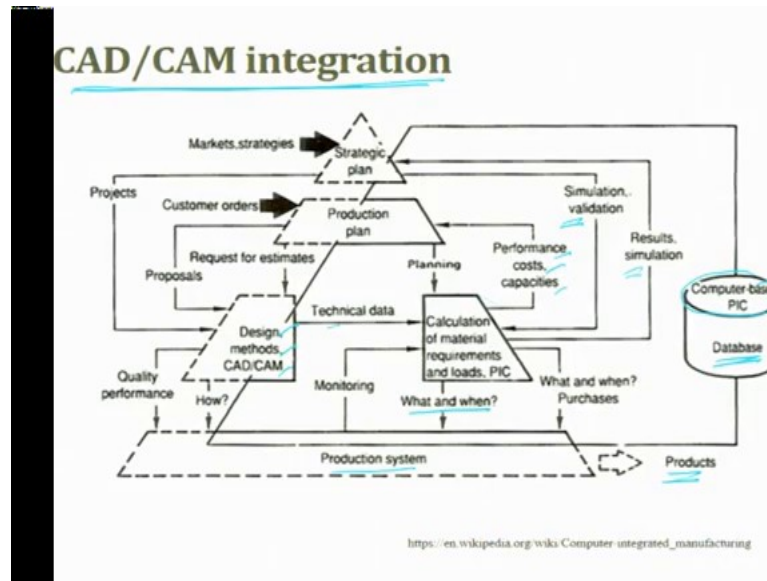 CAD/CAM integration
Markets, strategies
Strategic
plan
Projects
Customer orders
Production
plan
Simulation,
validation
Results,
simulation
Request for estimates
Proposals
Planning
Performance,
costs,
capacities
Computer-base
PIC
Database
Technical data
Design,
methods,
CAD/CAM
Calculation
of material
requirements
and loads, PIC
Quality
performance
How?
Monitoring
What and when?
What and when?
Purchases
Production system
Products
https://en.wikipedia.org/wiki/Computer-integrated_manufacturing